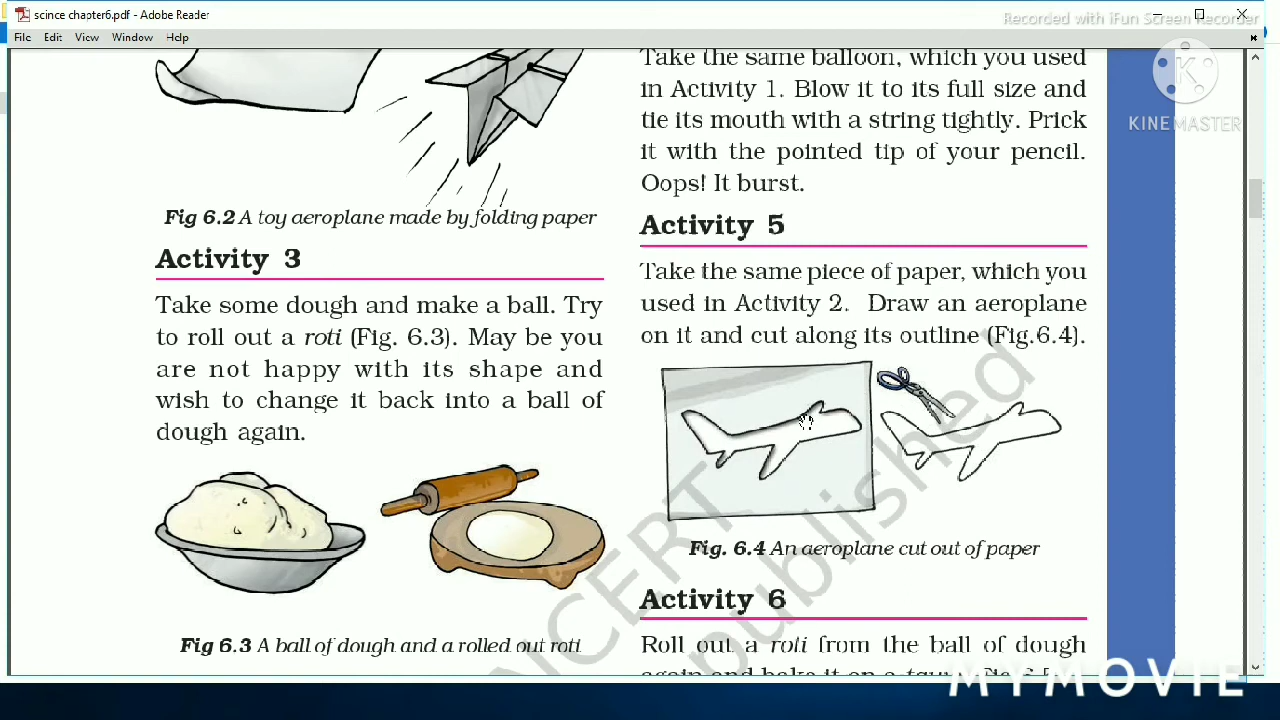 scince chapter6.pdf - Adobe Reader
Recorded with iFun Screen Recorder
File Edit View Window Help
K
KINEMASTER
Fig 6.2 A toy aeroplane made by folding paper
Activity 3
Take some dough and make a ball. Try
to roll out a roti (Fig. 6.3). May be you
are not happy with its shape and
wish to change it back into a ball of
dough again.
Fig 6.3 A ball of dough and a rolled out roti
Take the same balloon, which you used
in Activity 1. Blow it to its full size and
tie its mouth with a string tightly. Prick
it with the pointed tip of your pencil.
Oops! It burst.
Activity 5
Take the same piece of paper, which you
used in Activity 2. Draw an aeroplane
on it and cut along its outline (Fig.6.4).
Fig. 6.4 An aeroplane cut out of paper
Activity 6
Roll out a roti from the ball of dough
again and bake it on a
NCERT
published
MYMOVIE